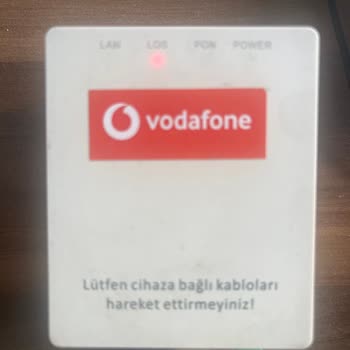 LAN LOS PON POWER
vodafone
Lütfen cihaza bağlı kabloları
hareket ettirmeyiniz!